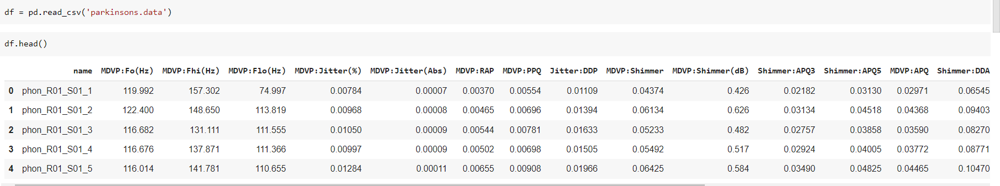 df = pd.read_csv('parkinsons.data')
df.head()
name MDVP:Fo(Hz) MDVP:Fhi(Hz) MDVP:Flo(Hz) MDVP:Jitter(%) MDVP:Jitter(Abs) MDVP:RAP MDVP:PPQ Jitter:DDP MDVP:Shimmer MDVP:Shimmer(dB) Shimmer:APQ3 Shimmer:APQ5 MDVP:APQ Shimmer:DDA
0 phon_R01_S01_1 119.992 157.302 74.997 0.00784 0.00007 0.00370 0.00554 0.01109 0.04374 0.426 0.02182 0.03130 0.02971 0.06545
1 phon_R01_S01_2 122.400 148.650 113.819 0.00968 0.00008 0.00465 0.00696 0.01394 0.06134 0.626 0.03134 0.04518 0.04368 0.09403
2 phon_R01_S01_3 116.682 131.111 111.555 0.01050 0.00009 0.00544 0.00781 0.01633 0.05233 0.482 0.02757 0.03858 0.03590 0.08270
3 phon_R01_S01_4 116.676 137.871 111.366 0.00997 0.00009 0.00502 0.00698 0.01505 0.05492 0.517 0.02924 0.04005 0.03772 0.08771
4 phon_R01_S01_5 116.014 141.781 110.655 0.01284 0.00011 0.00655 0.00908 0.01966 0.06425 0.584 0.03490 0.04825 0.04465 0.10470